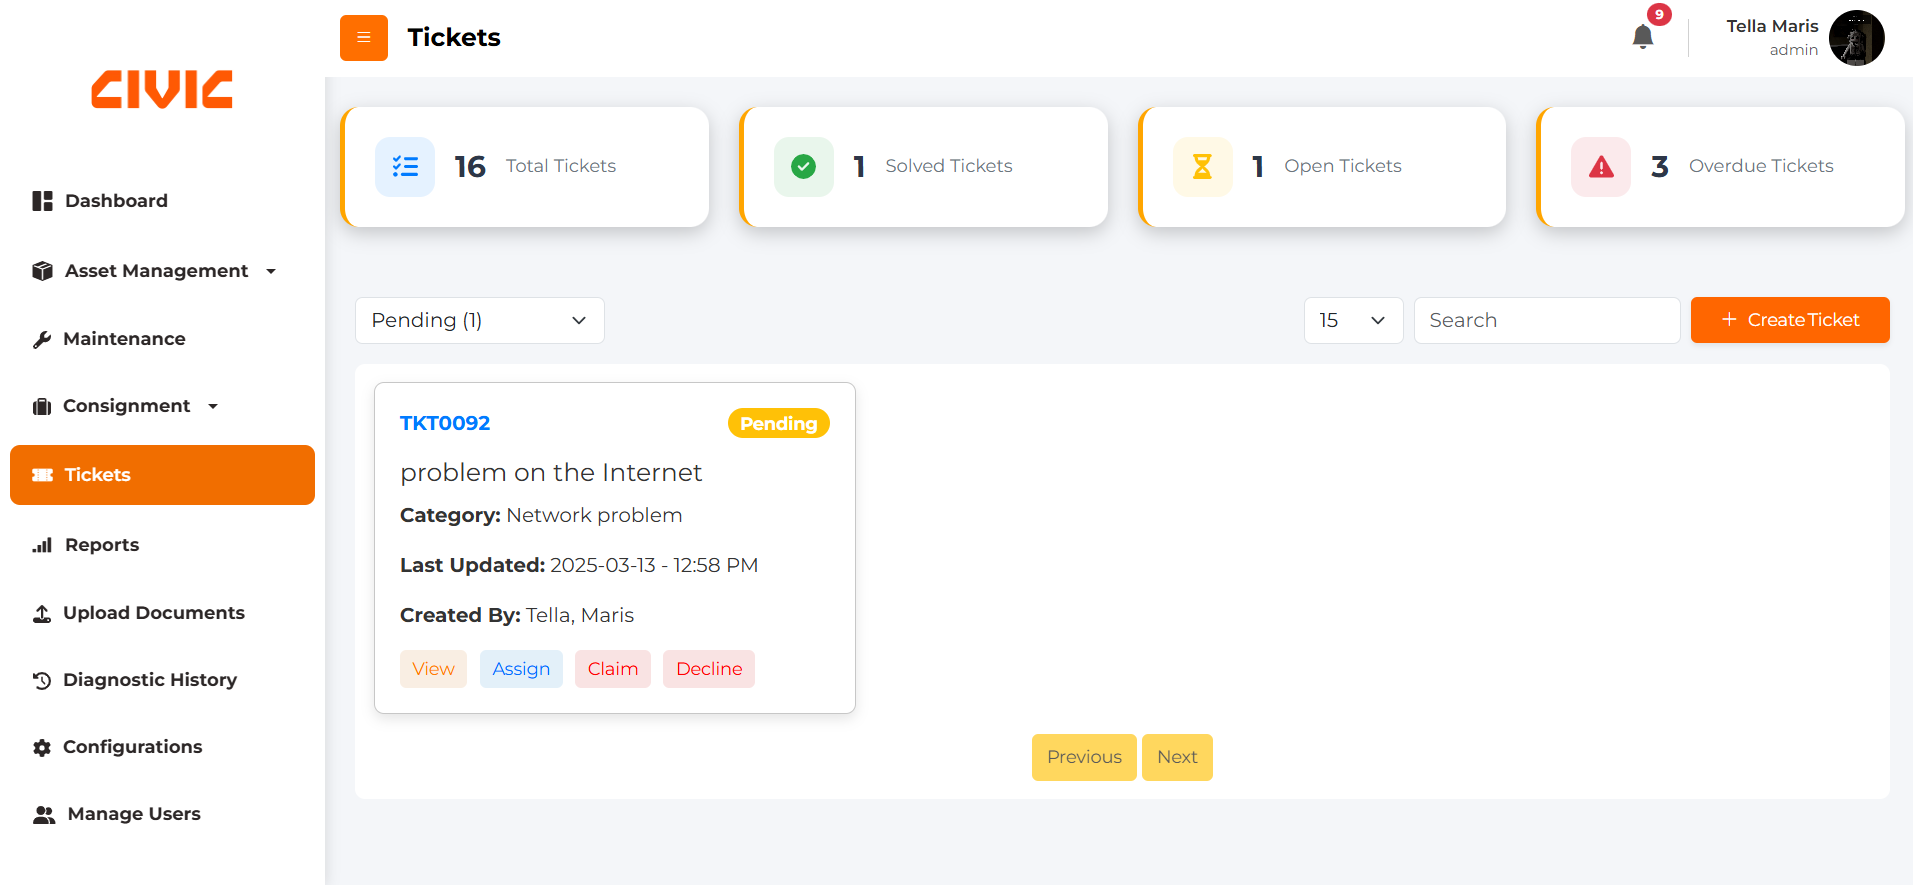 CIVIC
Tickets
9
Tella Maris
admin
Dashboard
Asset Management
Maintenance
Consignment
Tickets
Reports
Upload Documents
Diagnostic History
Configurations
Manage Users
16 Total Tickets
1 Solved Tickets
1 Open Tickets
3 Overdue Tickets
Pending (1)
15
Search
+ Create Ticket
TKT0092
Pending
problem on the Internet
Category: Network problem
Last Updated: 2025-03-13 - 12:58 PM
Created By: Tella, Maris
View Assign Claim Decline
Previous Next